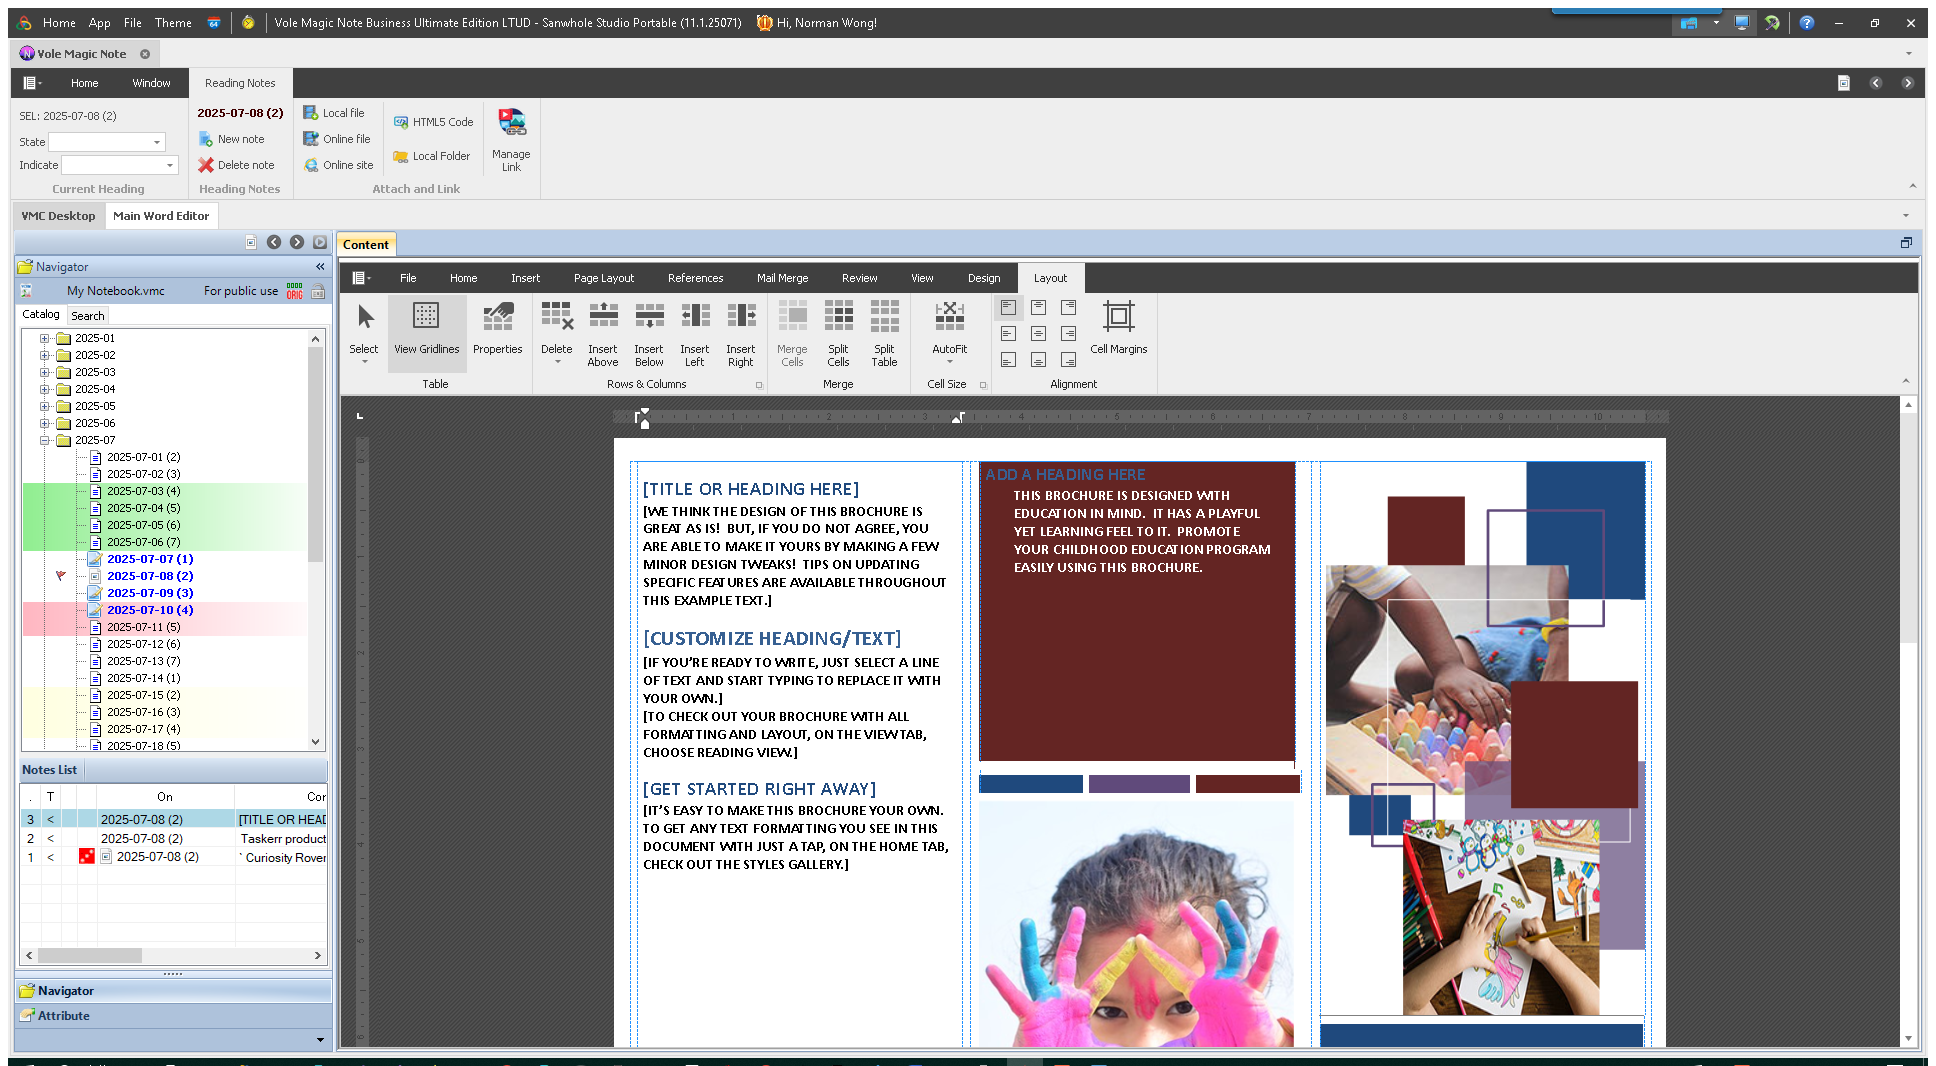 Home App File Theme Vole Magic Note Business Ultimate Edition LTUD - Sanwhole Studio Portable (11.1.25071) Hi, Norman Wong!
Vole Magic Note
Home Window Reading Notes
SEL: 2025-07-08 (2)
State
Indicate
Current Heading
2025-07-08 (2)
New note
Delete note
Heading Notes
Local file
Online file
Online site
HTML5 Code
Local Folder
Attach and Link
Manage
Link
VMC Desktop Main Word Editor
Navigator
My Notebook.vmc For public use ORIG
Catalog Search
2025-01
2025-02
2025-03
2025-04
2025-05
2025-06
2025-07
2025-07-01 (2)
2025-07-02 (3)
2025-07-03 (4)
2025-07-04 (5)
2025-07-05 (6)
2025-07-06 (7)
2025-07-07 (1)
2025-07-08 (2)
2025-07-09 (3)
2025-07-10 (4)
2025-07-11 (5)
2025-07-12 (6)
2025-07-13 (7)
2025-07-14 (1)
2025-07-15 (2)
2025-07-16 (3)
2025-07-17 (4)
2025-07-18 (5)
Notes List
. T On Cor
3 < 2025-07-08 (2) [TITLE OR HEAD
2 < 2025-07-08 (2) Taskerr product
1 < 2025-07-08 (2) ` Curiosity Rover
Navigator
Attribute
Content
File Home Insert Page Layout References Mail Merge Review View Design Layout
Select
View Gridlines
Properties
Table
Delete
Insert
Above
Insert
Below
Insert
Left
Insert
Right
Rows & Columns
Merge
Cells
Split
Cells
Split
Table
Merge
AutoFit
Cell Size
Alignment
Cell Margins
1 2 3 4 5 6 7 8 9 10
[TITLE OR HEADING HERE]
[WE THINK THE DESIGN OF THIS BROCHURE IS
GREAT AS IS!  BUT, IF YOU DO NOT AGREE, YOU
ARE ABLE TO MAKE IT YOURS BY MAKING A FEW
MINOR DESIGN TWEAKS!  TIPS ON UPDATING
SPECIFIC FEATURES ARE AVAILABLE THROUGHOUT
THIS EXAMPLE TEXT.]
[CUSTOMIZE HEADING/TEXT]
[IF YOU'RE READY TO WRITE, JUST SELECT A LINE
OF TEXT AND START TYPING TO REPLACE IT WITH
YOUR OWN.]
[TO CHECK OUT YOUR BROCHURE WITH ALL
FORMATTING AND LAYOUT, ON THE VIEW TAB,
CHOOSE READING VIEW.]
[GET STARTED RIGHT AWAY]
[IT'S EASY TO MAKE THIS BROCHURE YOUR OWN.
TO GET ANY TEXT FORMATTING YOU SEE IN THIS
DOCUMENT WITH JUST A TAP, ON THE HOME TAB,
CHECK OUT THE STYLES GALLERY.]
ADD A HEADING HERE
THIS BROCHURE IS DESIGNED WITH
EDUCATION IN MIND.  IT HAS A PLAYFUL
YET LEARNING FEEL TO IT.  PROMOTE
YOUR CHILDHOOD EDUCATION PROGRAM
EASILY USING THIS BROCHURE.